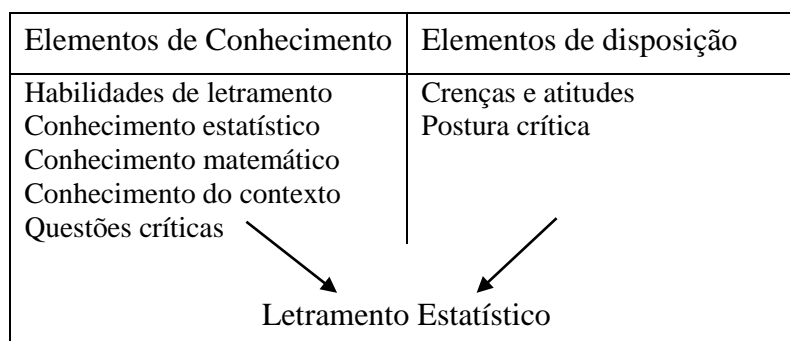 Elementos de Conhecimento
Elementos de disposição
Habilidades de letramento
Conhecimento estatístico
Conhecimento matemático
Conhecimento do contexto
Questões críticas
Crenças e atitudes
Postura crítica
Letramento Estatístico